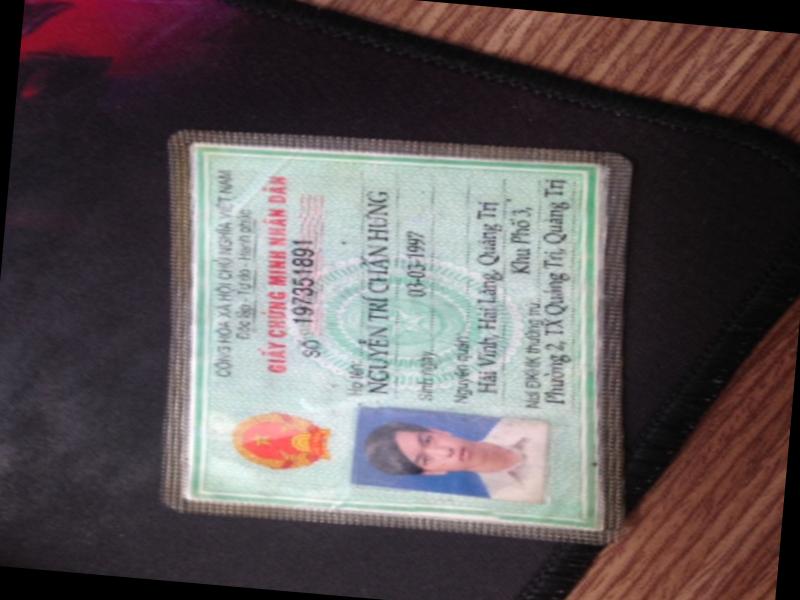 CỘNG HÒA XÃ HỘI CHỦ NGHĨA VIỆT NAM
Độc lập - Tự do - Hạnh phúc
GIẤY CHỨNG MINH NHÂN DÂN
SỐ 197351891
Họ tên:
NGUYỄN TRÍ CHẤN HƯNG
Sinh ngày 03-03-1997
Nguyên quán:
Hải Vĩnh, Hải Lăng, Quảng Trị
Nơi ĐKHK thường trú: Khu Phố 3,
Phường 2, TX Quảng Trị, Quảng Trị